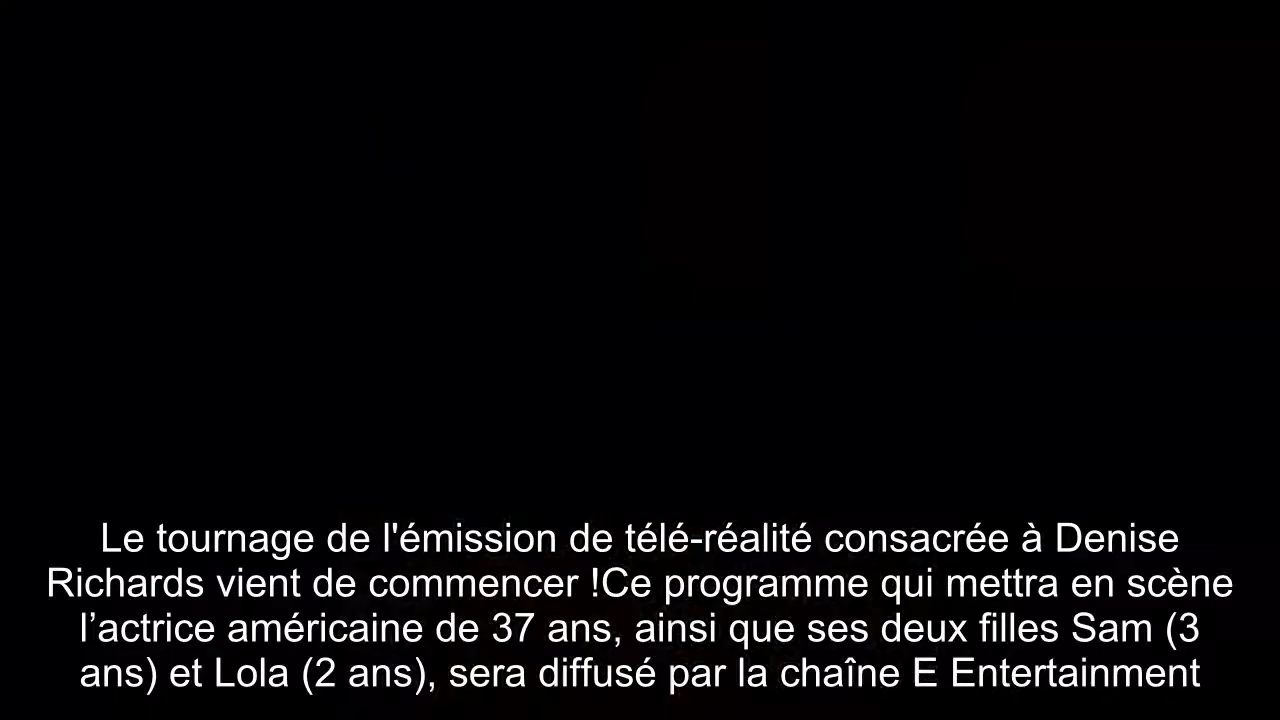 Le tournage de l'émission de télé-réalité consacrée à Denise
Richards vient de commencer !Ce programme qui mettra en scène
l’actrice américaine de 37 ans, ainsi que ses deux filles Sam (3
ans) et Lola (2 ans), sera diffusé par la chaîne E Entertainment